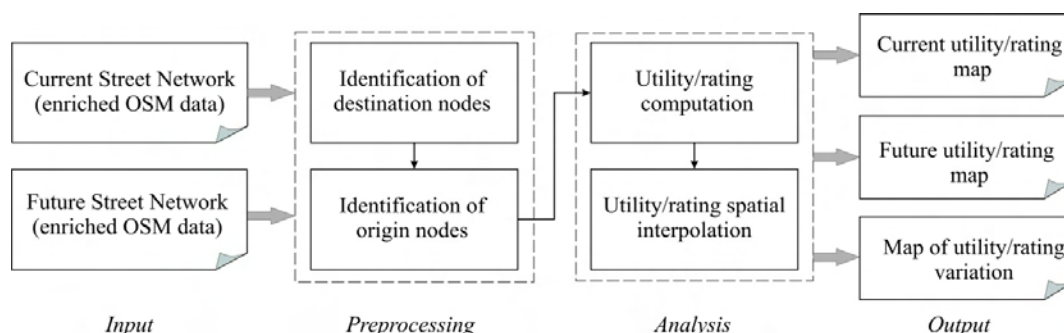 Current Street Network
(enriched OSM data)
Future Street Network
(enriched OSM data)
Input
Identification of
destination nodes
Identification of
origin nodes
Preprocessing
Utility/rating
computation
Utility/rating spatial
interpolation
Analysis
Current utility/rating
map
Future utility/rating
map
Map of utility/rating
variation
Output